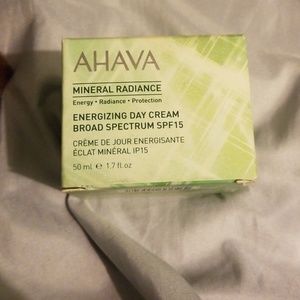 AHAVA
MINERAL RADIANCE
Energy • Radiance • Protection
ENERGIZING DAY CREAM
BROAD SPECTRUM SPF15
CRÈME DE JOUR ENERGISANTE
ÉCLAT MINÉRAL IP15
50 ml ℮ 1.7 fl.oz